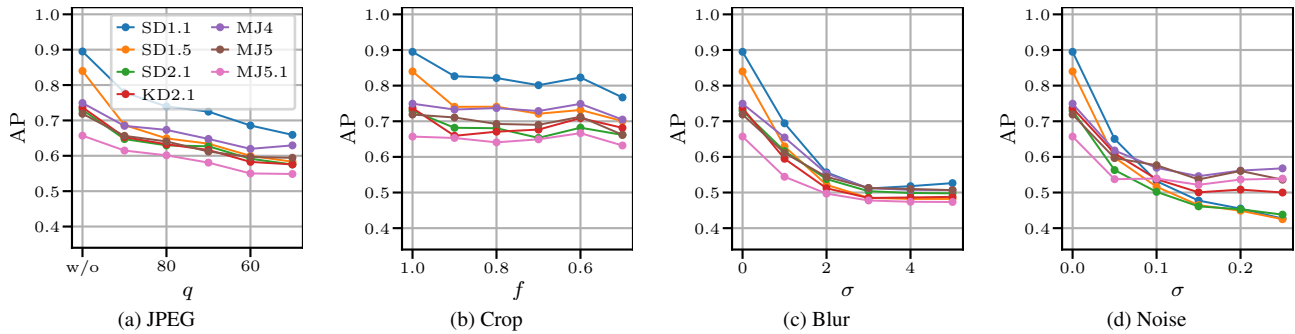 1.0
0.9
0.8
0.7
0.6
0.5
0.4
AP
w/o 80 60
q
SD1.1 MJ4
SD1.5 MJ5
SD2.1 MJ5.1
KD2.1
(a) JPEG
1.0
0.9
0.8
0.7
0.6
0.5
0.4
AP
1.0 0.8 0.6
f
(b) Crop
1.0
0.9
0.8
0.7
0.6
0.5
0.4
AP
0 2 4
σ
(c) Blur
1.0
0.9
0.8
0.7
0.6
0.5
0.4
AP
0.0 0.1 0.2
σ
(d) Noise